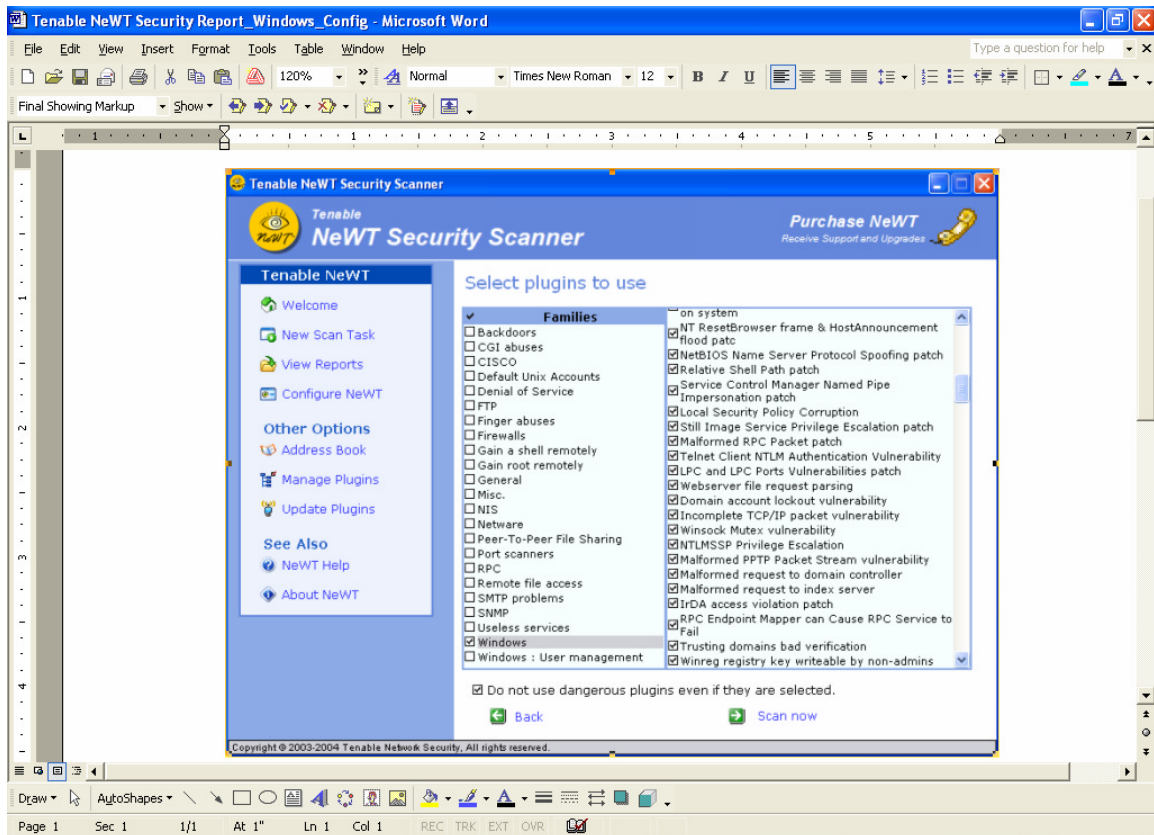 Tenable NeWT Security Report_Windows_Config - Microsoft Word
File Edit View Insert Format Tools Table Window Help
Type a question for help
120% Normal Times New Roman 12 B I U
Final Showing Markup Show
1 1 2 3 4 5 7
Tenable NeWT Security Scanner
NeWT
Tenable
NeWT Security Scanner
Purchase NeWT
Receive Support and Upgrades
Tenable NeWT
Welcome
New Scan Task
View Reports
Configure NeWT
Other Options
Address Book
Manage Plugins
Update Plugins
See Also
NeWT Help
About NeWT
Select plugins to use
Families
Backdoors
CGI abuses
CISCO
Default Unix Accounts
Denial of Service
FTP
Finger abuses
Firewalls
Gain a shell remotely
Gain root remotely
General
Misc.
NIS
Netware
Peer-To-Peer File Sharing
Port scanners
RPC
Remote file access
SMTP problems
SNMP
Useless services
Windows
Windows : User management
on system
NT ResetBrowser frame & HostAnnouncement
flood patc
NetBIOS Name Server Protocol Spoofing patch
Relative Shell Path patch
Service Control Manager Named Pipe
Impersonation patch
Local Security Policy Corruption
Still Image Service Privilege Escalation patch
Malformed RPC Packet patch
Telnet Client NTLM Authentication Vulnerability
LPC and LPC Ports Vulnerabilities patch
Webserver file request parsing
Domain account lockout vulnerability
Incomplete TCP/IP packet vulnerability
Winsock Mutex vulnerability
NTLMSSP Privilege Escalation
Malformed PPTP Packet Stream vulnerability
Malformed request to domain controller
Malformed request to index server
IrDA access violation patch
RPC Endpoint Mapper can Cause RPC Service to
Fail
Trusting domains bad verification
Winreg registry key writeable by non-admins
Do not use dangerous plugins even if they are selected.
Back
Scan now
Copyright © 2003-2004 Tenable Network Security, All rights reserved.
1
2
3
4
Draw AutoShapes
Page 1 Sec 1 1/1 At 1" Ln 1 Col 1 REC TRK EXT OVR